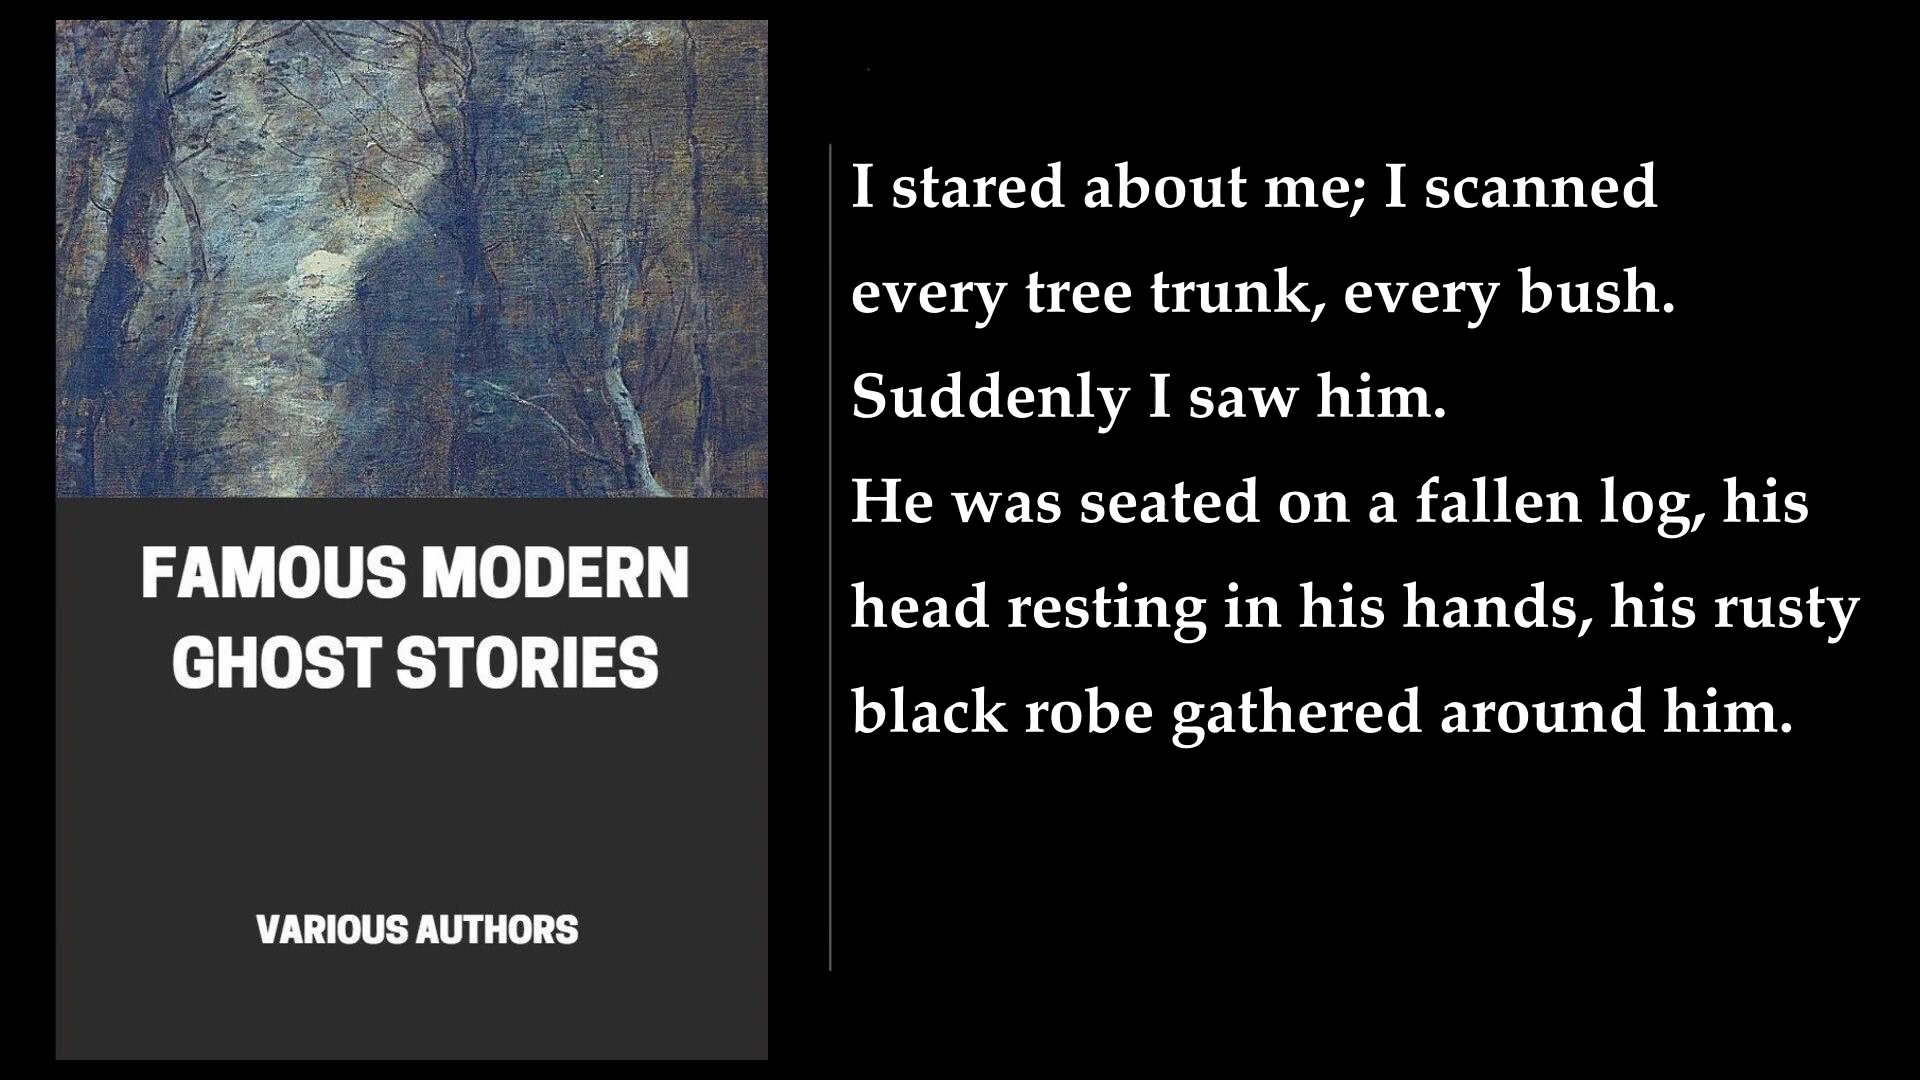 FAMOUS MODERN
GHOST STORIES
VARIOUS AUTHORS
I stared about me; I scanned
every tree trunk, every bush.
Suddenly I saw him.
He was seated on a fallen log, his
head resting in his hands, his rusty
black robe gathered around him.